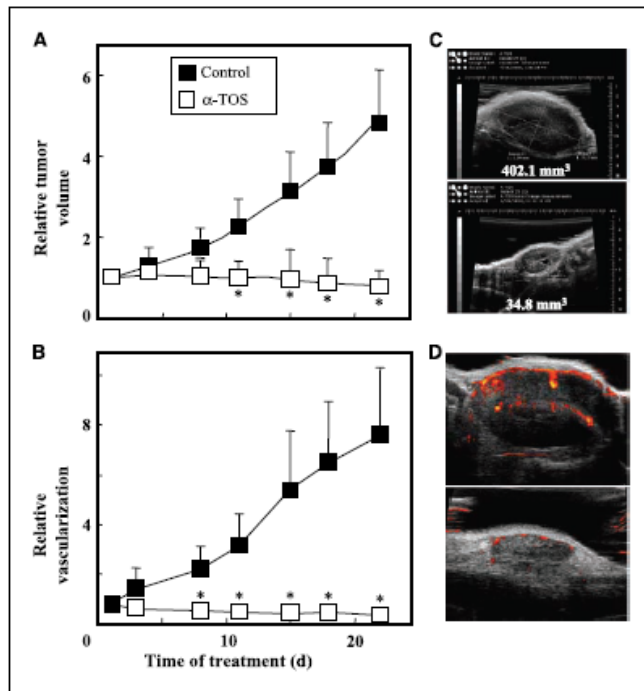 A
Relative tumor
volume
6
4
2
0
Control
α-TOS
*
*
*
*
B
Relative
vascularization
8
4
0
10
20
*
*
*
*
*
Time of treatment (d)
C
402.1 mm³
34.8 mm³
D